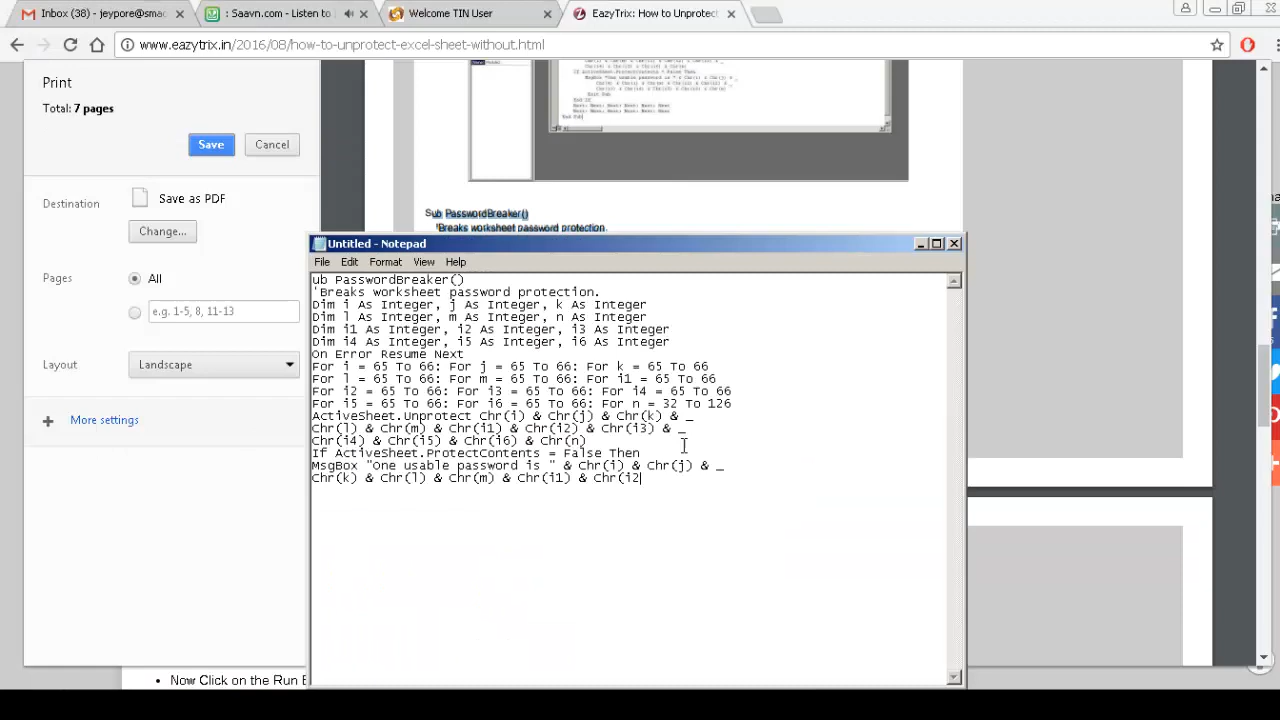 Inbox (38) - jeypore@smac
: Saavn.com - Listen to
Welcome TIN User
EazyTrix: How to Unprotect
www.eazytrix.in/2016/08/how-to-unprotect-excel-sheet-without.html
Print
Total: 7 pages
Save
Cancel
Destination
Save as PDF
Change...
Pages
All
e.g. 1-5, 8, 11-13
Layout
Landscape
More settings
Sub PasswordBreaker()
'Breaks worksheet password protection.
Untitled - Notepad
File Edit Format View Help
ub PasswordBreaker()
'Breaks worksheet password protection.
Dim i As Integer, j As Integer, k As Integer
Dim l As Integer, m As Integer, n As Integer
Dim i1 As Integer, i2 As Integer, i3 As Integer
Dim i4 As Integer, i5 As Integer, i6 As Integer
On Error Resume Next
For i = 65 To 66: For j = 65 To 66: For k = 65 To 66
For l = 65 To 66: For m = 65 To 66: For i1 = 65 To 66
For i2 = 65 To 66: For i3 = 65 To 66: For i4 = 65 To 66
For i5 = 65 To 66: For i6 = 65 To 66: For n = 32 To 126
ActiveSheet.Unprotect Chr(i) & Chr(j) & Chr(k) & _
Chr(l) & Chr(m) & Chr(i1) & Chr(i2) & Chr(i3) & _
Chr(i4) & Chr(i5) & Chr(i6) & Chr(n)
If ActiveSheet.ProtectContents = False Then
MsgBox "One usable password is " & Chr(i) & Chr(j) & _
Chr(k) & Chr(l) & Chr(m) & Chr(i1) & Chr(i2
Now Click on the Run